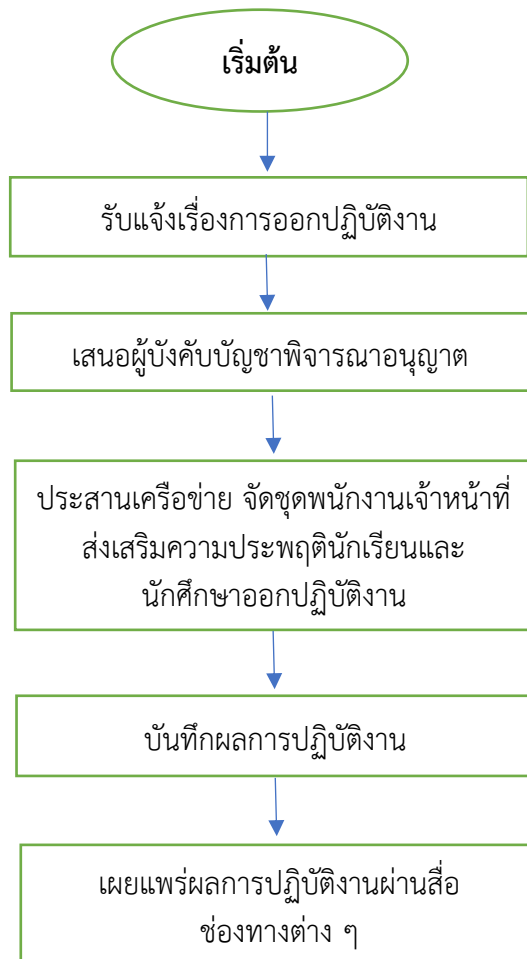 เริ่มต้น
รับแจ้งเรื่องการออกปฏิบัติงาน
เสนอผู้บังคับบัญชาพิจารณาอนุญาต
ประสานเครือข่าย จัดชุดพนักงานเจ้าหน้าที่
ส่งเสริมความประพฤตินักเรียนและ
นักศึกษาออกปฏิบัติงาน
บันทึกผลการปฏิบัติงาน
เผยแพร่ผลการปฏิบัติงานผ่านสื่อ
ช่องทางต่าง ๆ